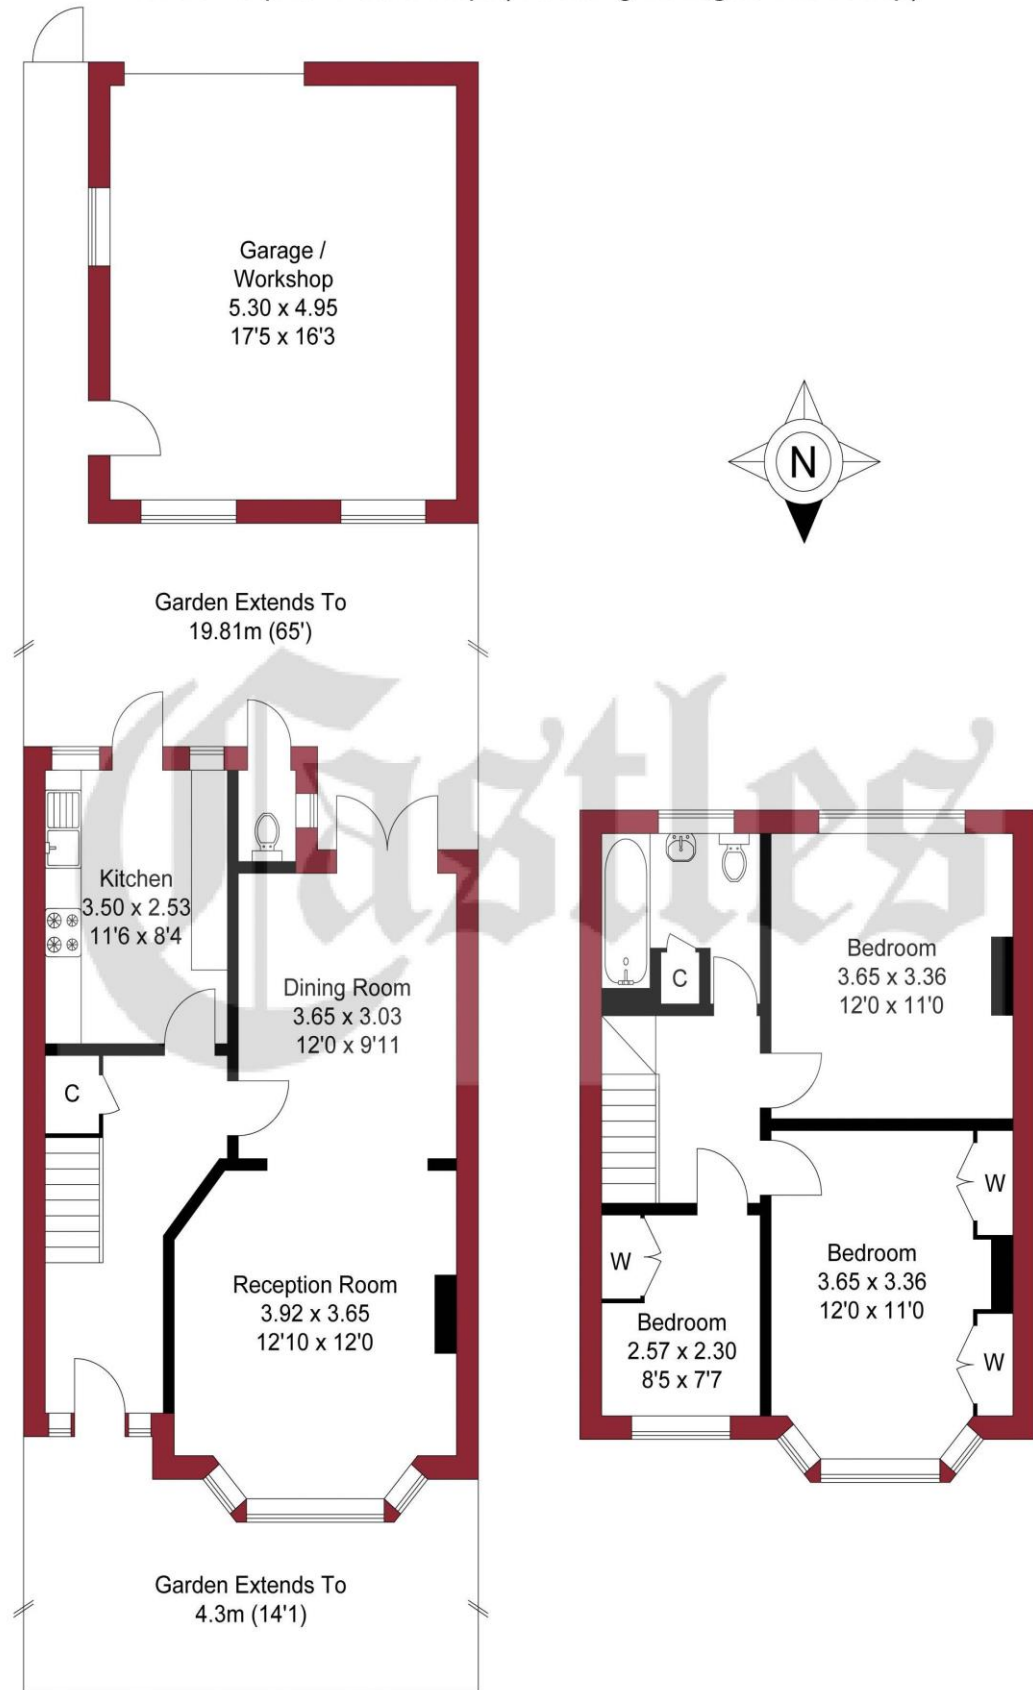 Garage /
Workshop
5.30 x 4.95
17'5 x 16'3
N
Garden Extends To
19.81m (65')
Castles
Kitchen
3.50 x 2.53
11'6 x 8'4
Dining Room
3.65 x 3.03
12'0 x 9'11
C
Reception Room
3.92 x 3.65
12'10 x 12'0
Garden Extends To
4.3m (14'1)
C
Bedroom
3.65 x 3.36
12'0 x 11'0
W
Bedroom
3.65 x 3.36
12'0 x 11'0
W
W
Bedroom
2.57 x 2.30
8'5 x 7'7